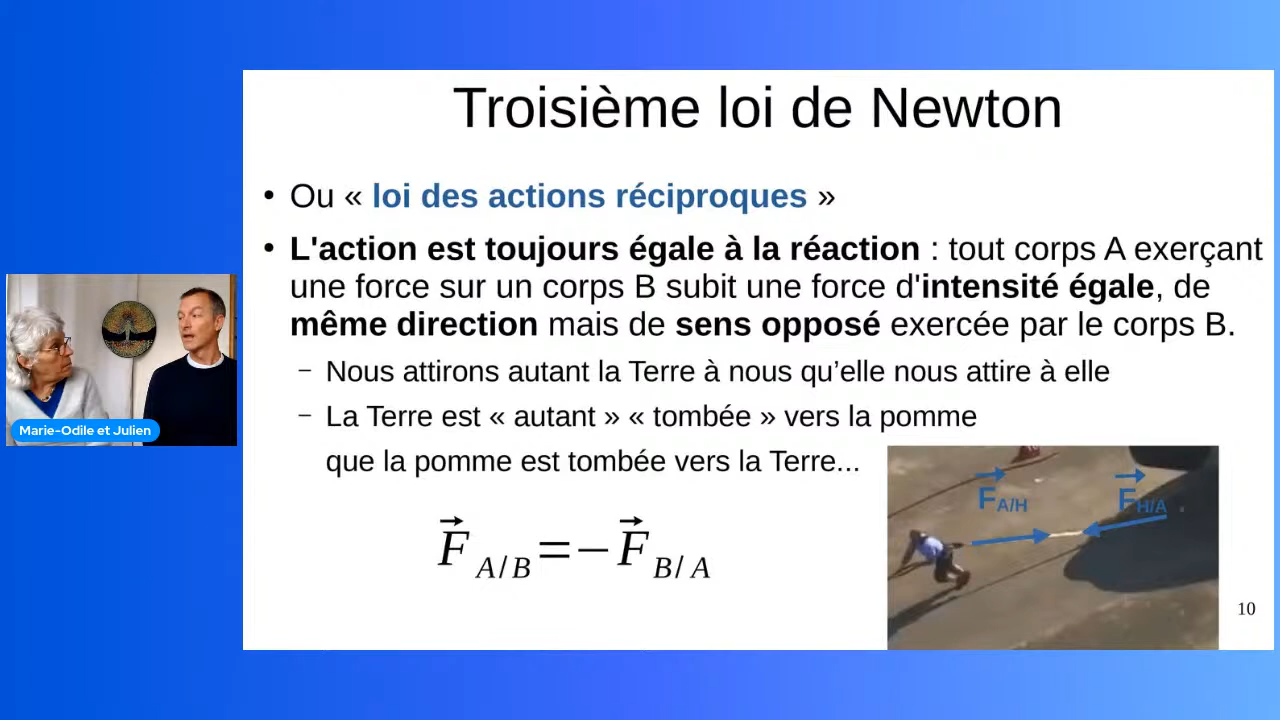 Troisième loi de Newton
• Ou « loi des actions réciproques »
• L'action est toujours égale à la réaction : tout corps A exerçant
une force sur un corps B subit une force d'intensité égale, de
même direction mais de sens opposé exercée par le corps B.
– Nous attirons autant la Terre à nous qu’elle nous attire à elle
– La Terre est « autant » « tombée » vers la pomme
que la pomme est tombée vers la Terre...
F⃗ A/B = − F⃗ B/A
F⃗ A/H F⃗ H/A
10
Marie-Odile et Julien